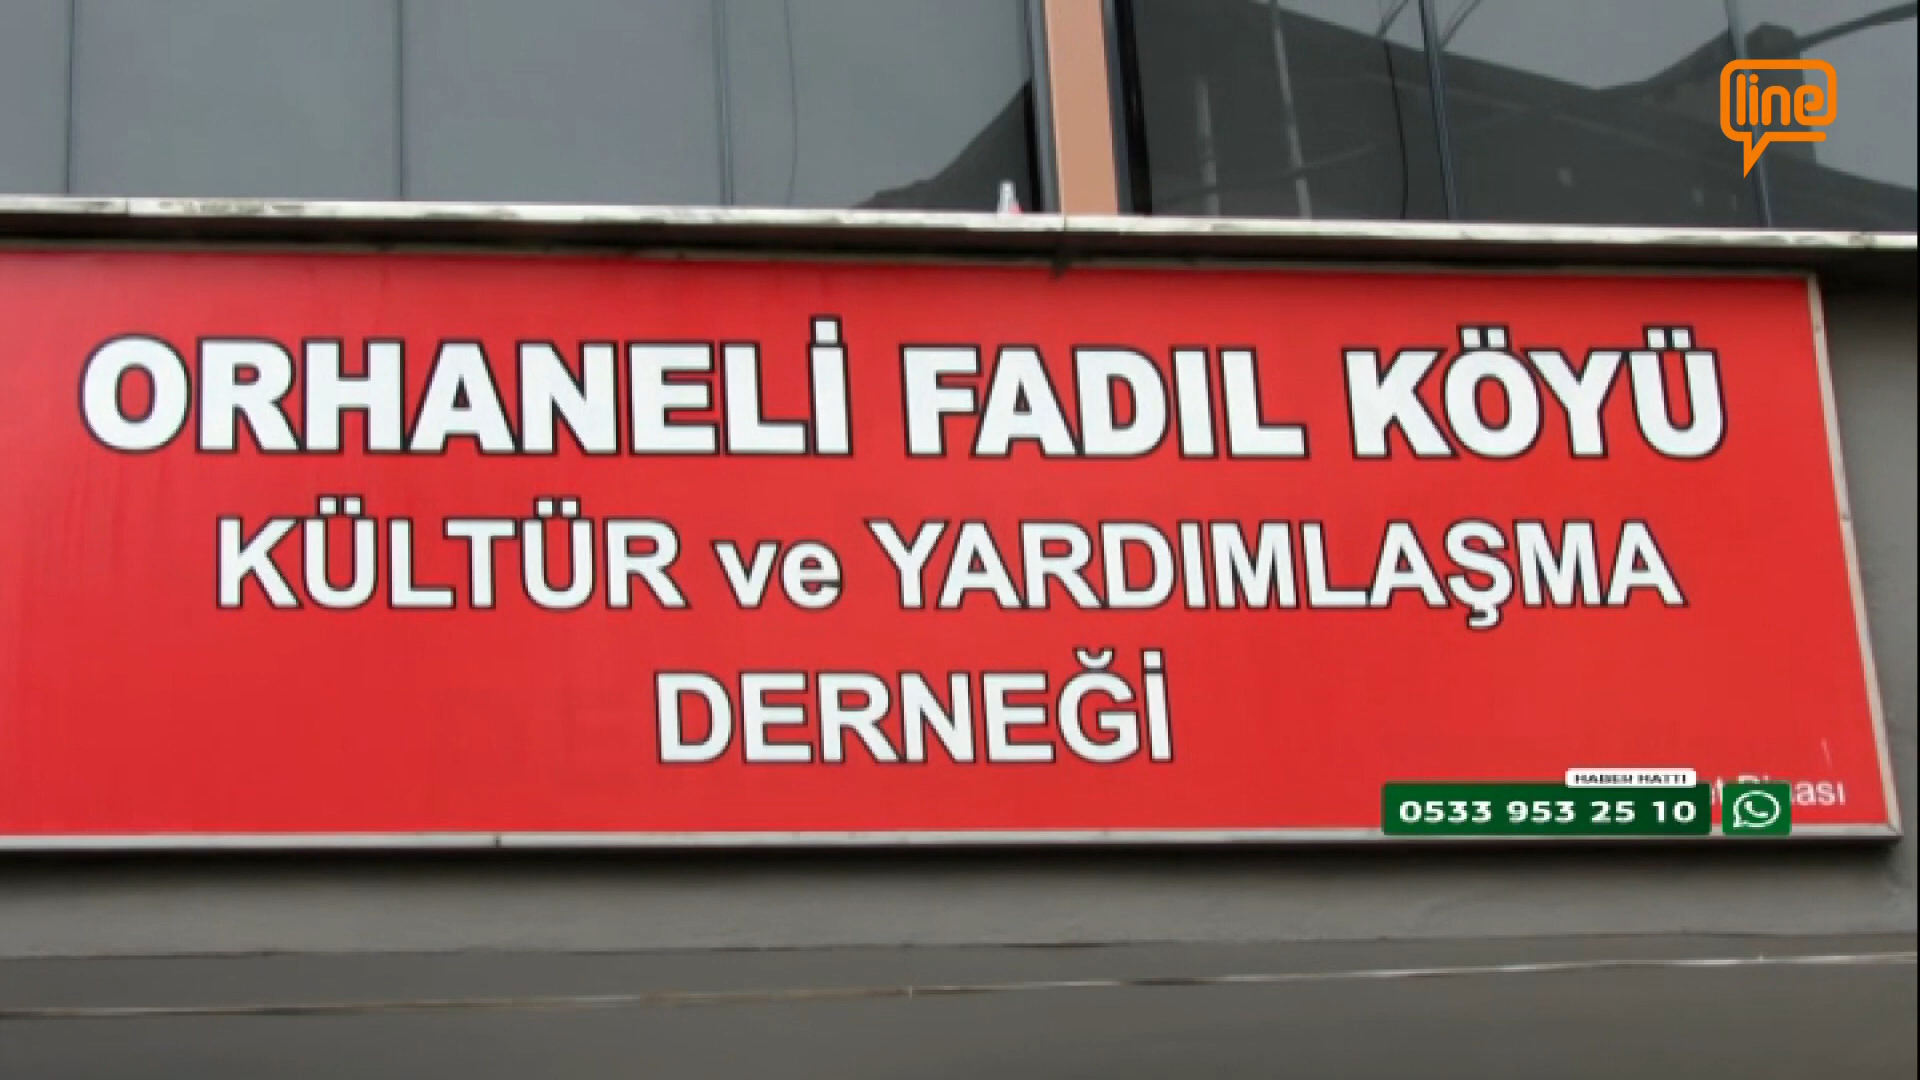 line
ORHANELİ FADIL KÖYÜ
KÜLTÜR ve YARDIMLAŞMA
DERNEĞİ
HABER HATTI
0533 953 25 10